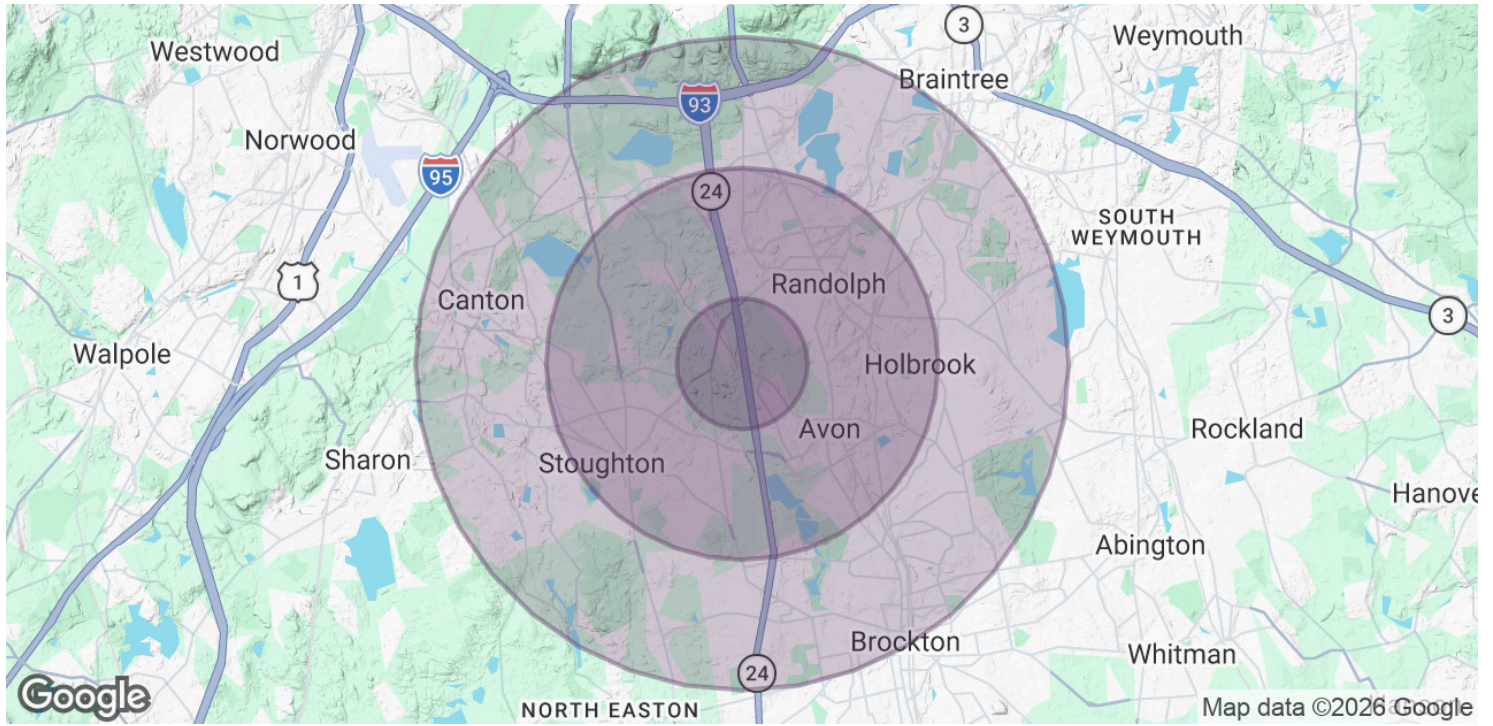 3
Weymouth
Westwood
Braintree
93
Norwood
95
24
SOUTH
WEYMOUTH
1
Randolph
Canton
3
Walpole
Holbrook
Avon
Rockland
Sharon
Stoughton
Hanove
Abington
Brockton
Whitman
24
Google
NORTH EASTON
Map data ©2026 Google